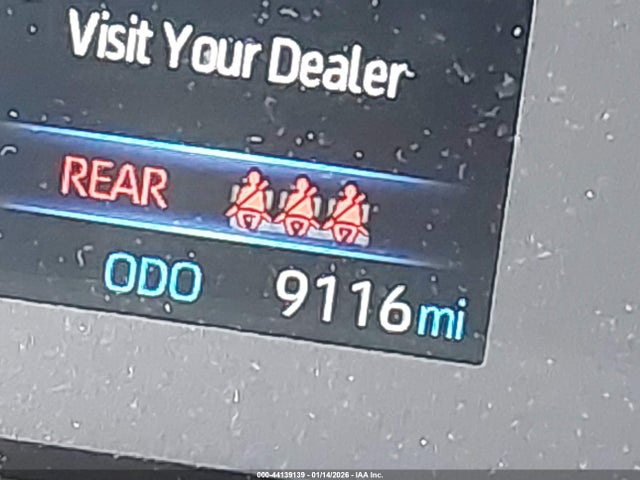 Visit Your Dealer
REAR
ODO 9116 mi
000-44139139 - 01/14/2026 - IAA Inc.